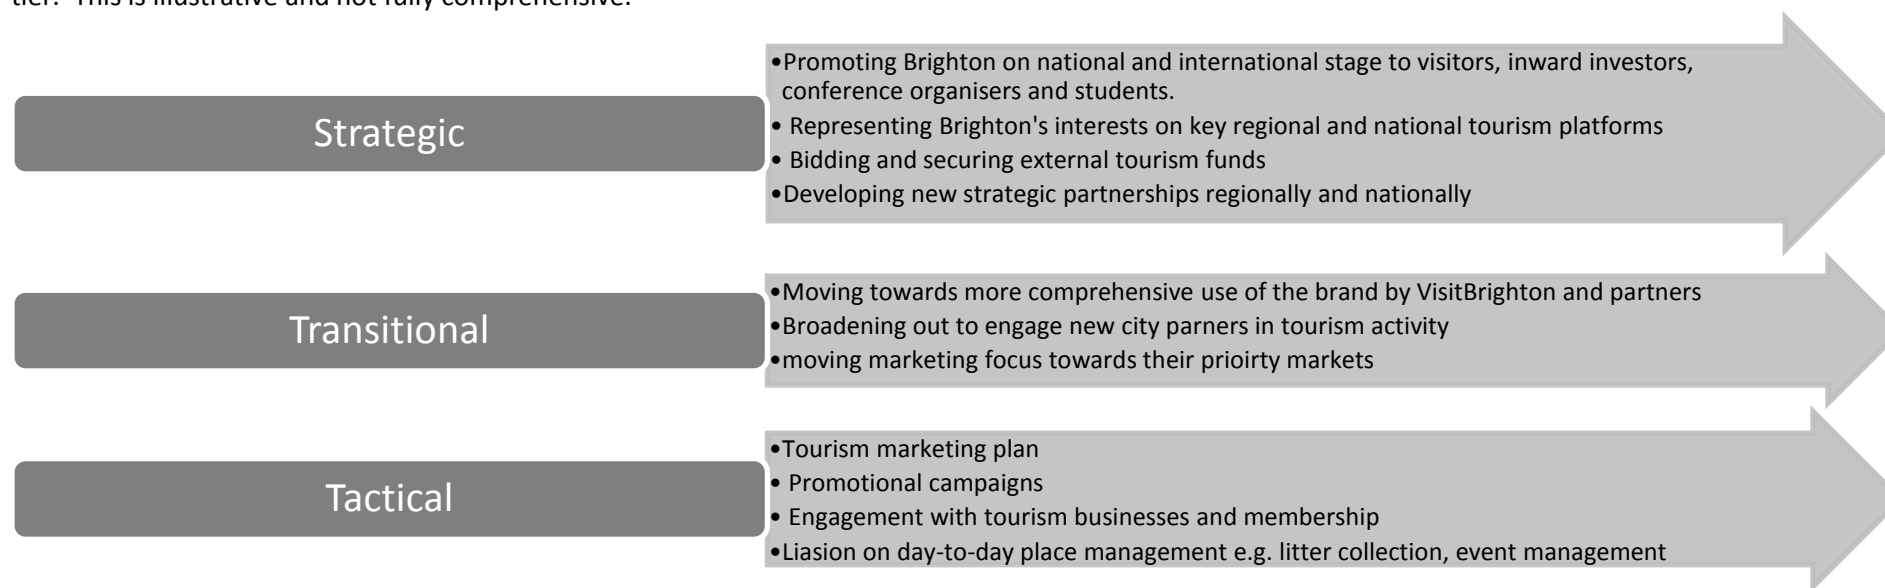 tier. This is illustrative and not fully comprehensive.
Strategic
•Promoting Brighton on national and international stage to visitors, inward investors,
conference organisers and students.
• Representing Brighton's interests on key regional and national tourism platforms
• Bidding and securing external tourism funds
•Developing new strategic partnerships regionally and nationally
Transitional
•Moving towards more comprehensive use of the brand by VisitBrighton and partners
•Broadening out to engage new city parners in tourism activity
•moving marketing focus towards their prioirty markets
Tactical
•Tourism marketing plan
• Promotional campaigns
• Engagement with tourism businesses and membership
•Liasion on day-to-day place management e.g. litter collection, event management